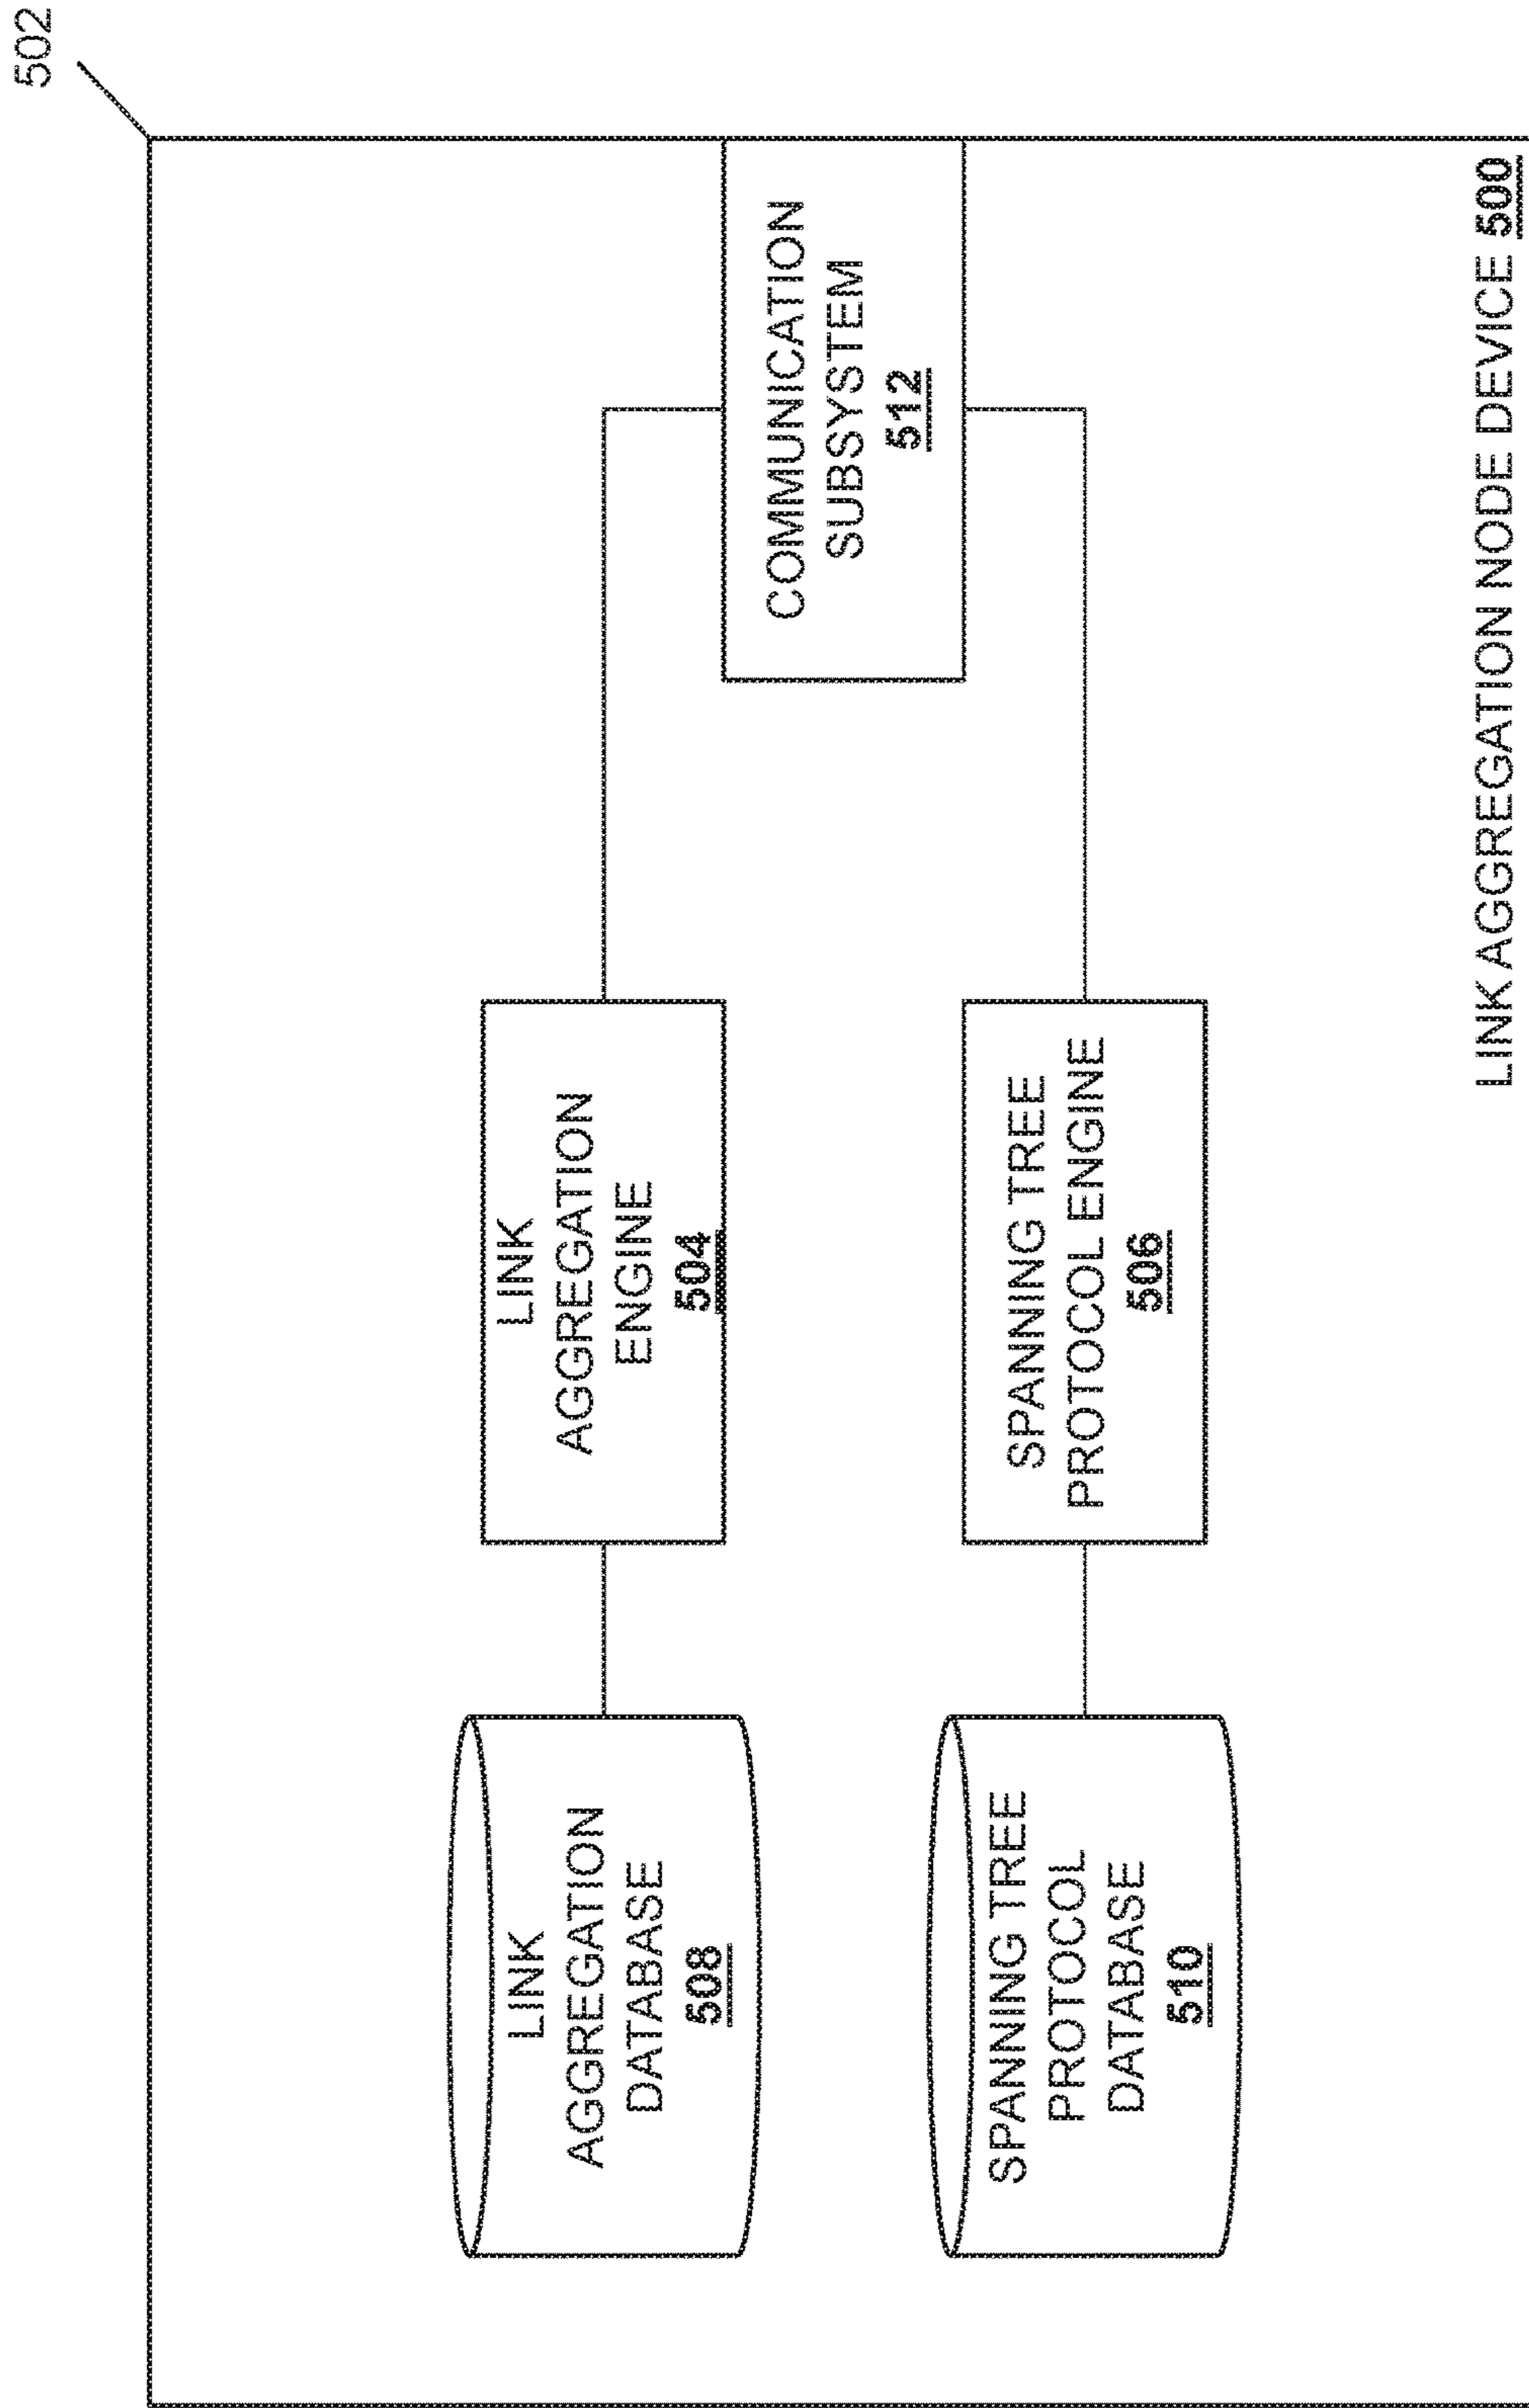 502
LINK
AGGREGATION
DATABASE
508
LINK
AGGREGATION
ENGINE
504
COMMUNICATION
SUBSYSTEM
512
SPANNING TREE
PROTOCOL
DATABASE
510
SPANNING TREE
PROTOCOL ENGINE
506
LINK AGGREGATION NODE DEVICE 500